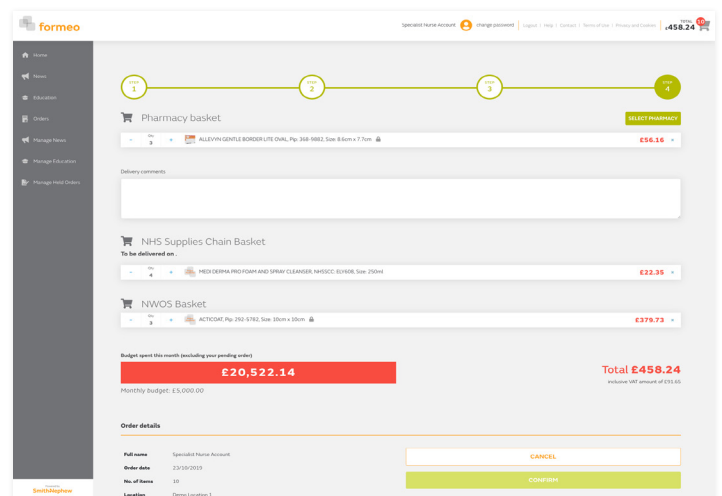 formeo
Specialist Nurse Account change password Logout / Help / Contact / Terms of Use / Privacy and Cookies TOTAL £458.24 10
Home
News
Education
Orders
Manage News
Manage Education
Manage Held Orders
STEP 1
STEP 2
STEP 3
STEP 4
Pharmacy basket
SELECT PHARMACY
- Qty 3 + ALLEVYN GENTLE BORDER LITE OVAL, Pip: 368-9882, Size: 8.6cm x 7.7cm £56.16 ×
Delivery comments
NHS Supplies Chain Basket
To be delivered on .
- Qty 4 + MEDI DERMA PRO FOAM AND SPRAY CLEANSER, NHSSCC: ELY608, Size: 250ml £22.35 ×
NWOS Basket
- Qty 3 + ACTICOAT, Pip: 292-5782, Size: 10cm x 10cm £379.73 ×
Budget spent this month (excluding your pending order)
£20,522.14
Monthly budget: £5,000.00
Total £458.24
inclusive VAT amount of £91.65
Order details
Full name Specialist Nurse Account
Order date 23/10/2019
No. of items 10
Location Demo Location 1
CANCEL
CONFIRM
Smith&Nephew